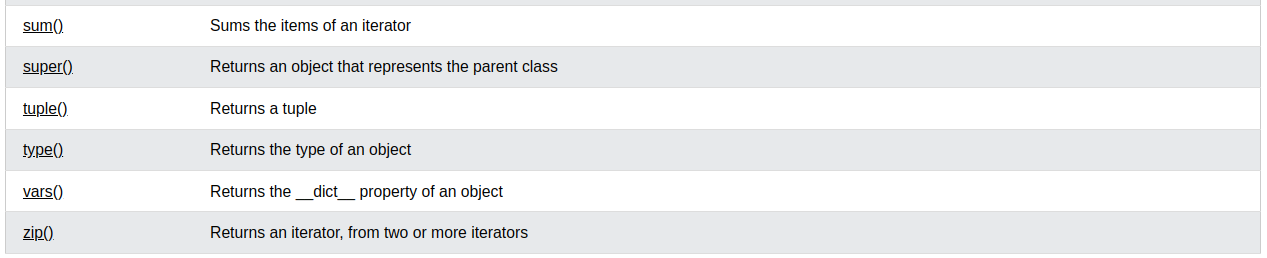 sum() Sums the items of an iterator
super() Returns an object that represents the parent class
tuple() Returns a tuple
type() Returns the type of an object
vars() Returns the __dict__ property of an object
zip() Returns an iterator, from two or more iterators